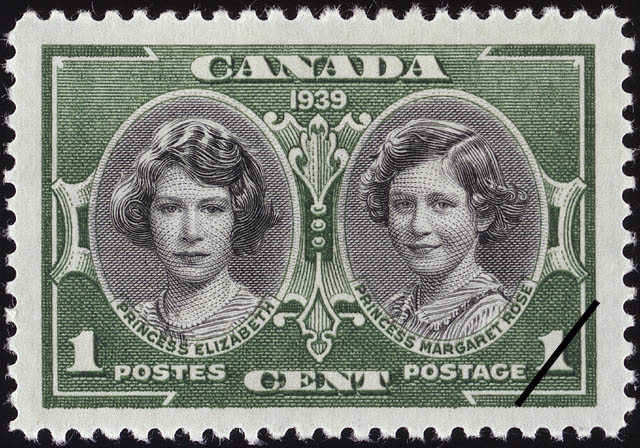 CANADA
1939
PRINCESS ELIZABETH
PRINCESS MARGARET ROSE
1 POSTES CENT POSTAGE 1